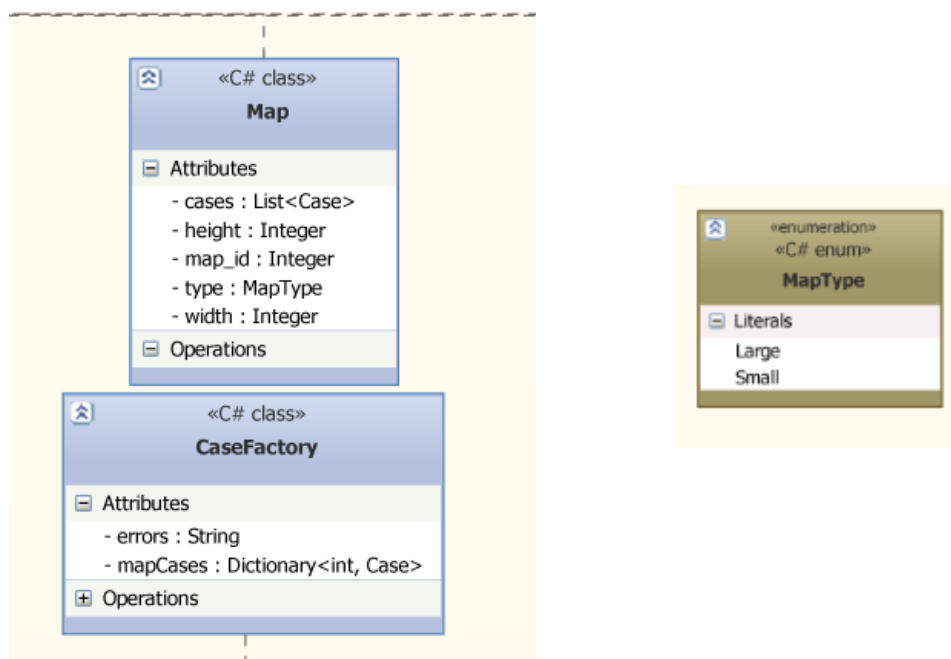 «C# class»
Map
Attributes
- cases : List<Case>
- height : Integer
- map_id : Integer
- type : MapType
- width : Integer
Operations
«C# class»
CaseFactory
Attributes
- errors : String
- mapCases : Dictionary<int, Case>
Operations
«enumeration»
«C# enum»
MapType
Literals
Large
Small